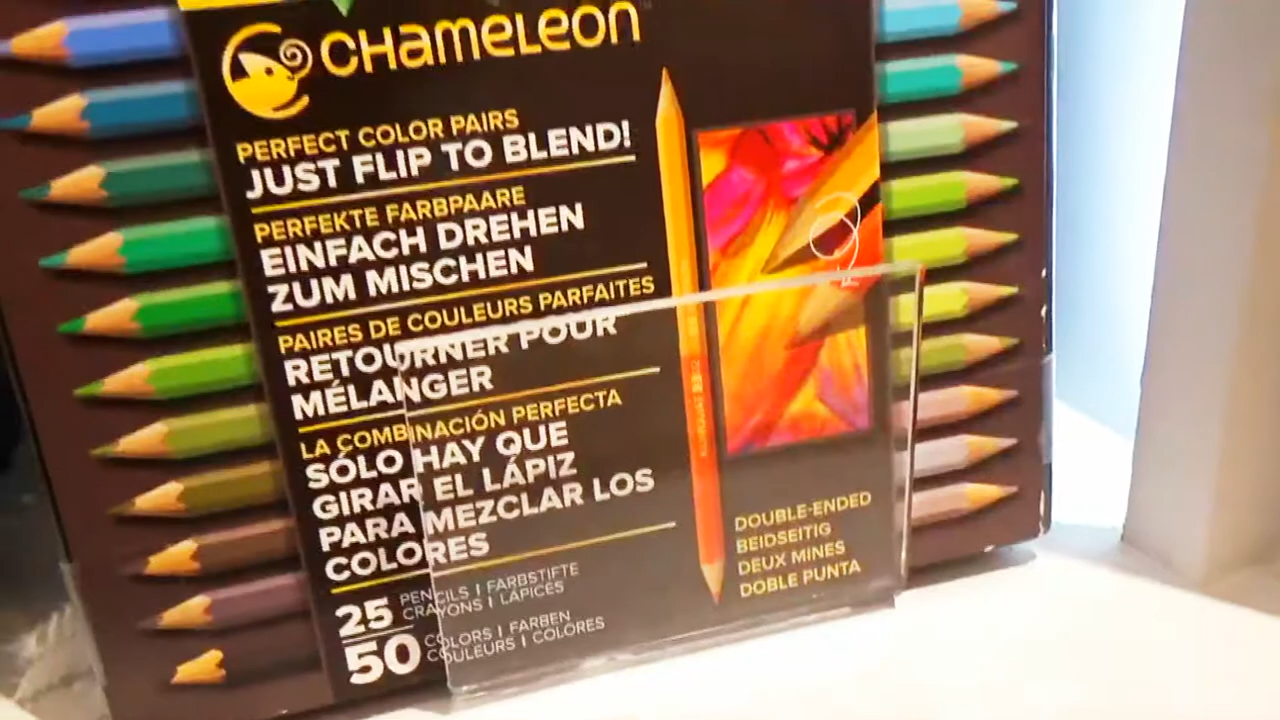 CHAMELEON
PERFECT COLOR PAIRS
JUST FLIP TO BLEND!
PERFEKTE FARBPAARE
EINFACH DREHEN
ZUM MISCHEN
PAIRES DE COULEURS PARFAITES
RETOURNER POUR
MÉLANGER
LA COMBINACIÓN PERFECTA
SÓLO HAY QUE
GIRAR EL LÁPIZ
PARA MEZCLAR LOS
COLORES
25 PENCILS | FARBSTIFTE
CRAYONS | LÁPICES
50 COLORS | FARBEN
COULEURS | COLORES
DOUBLE-ENDED
BEIDSEITIG
DEUX MINES
DOBLE PUNTA